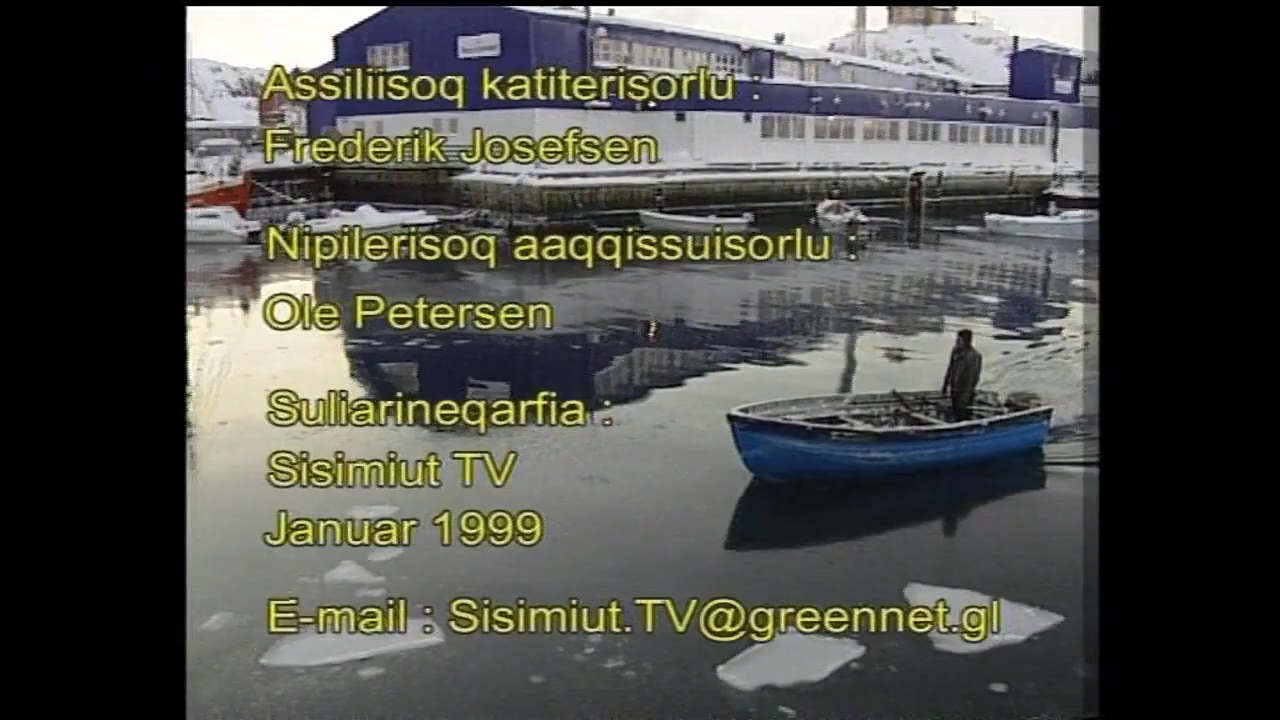 Assiliisoq katiterisorlu :
Frederik Josefsen
Nipilerisoq aaqqissuisorlu :
Ole Petersen
Suliarineqarfia :
Sisimiut TV
Januar 1999
E-mail : Sisimiut.TV@greennet.gl